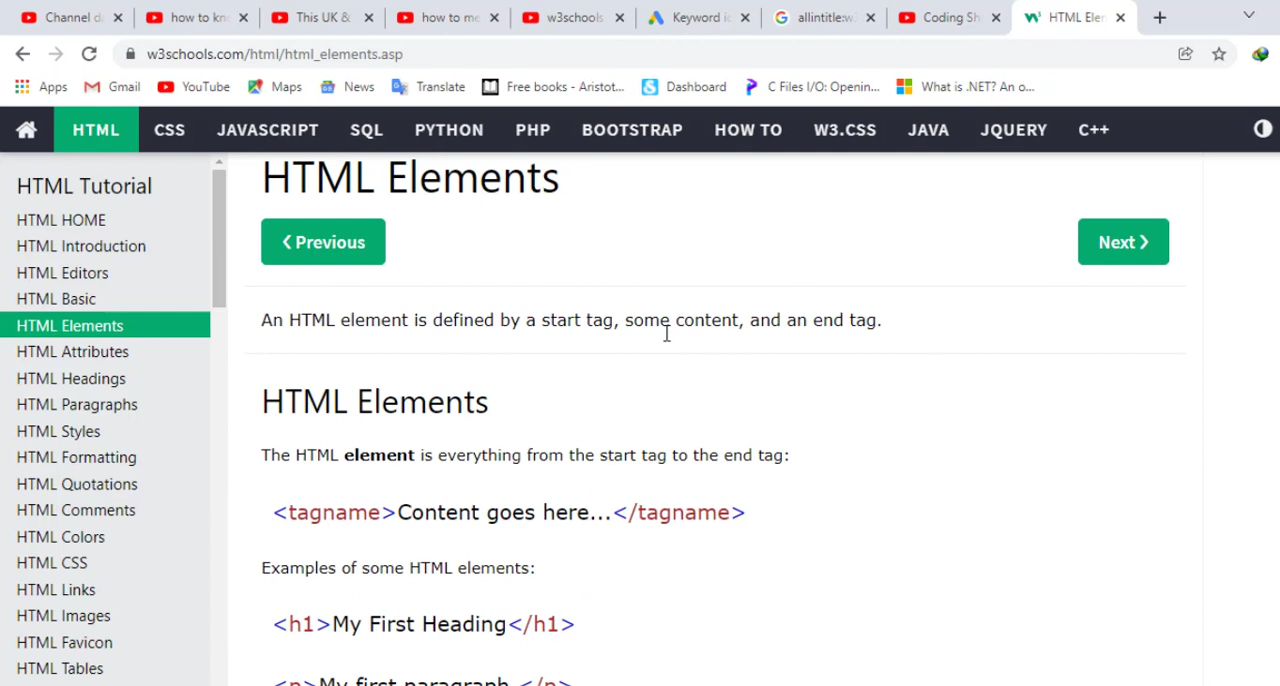 Channel da
how to kn
This UK &
how to me
w3schools
Keyword id
allintitle:w
Coding Sh
HTML Eler
w3schools.com/html/html_elements.asp
Apps
Gmail
YouTube
Maps
News
Translate
Free books - Aristot...
Dashboard
C Files I/O: Openin...
What is .NET? An o...
HTML
CSS
JAVASCRIPT
SQL
PYTHON
PHP
BOOTSTRAP
HOW TO
W3.CSS
JAVA
JQUERY
C++
HTML Tutorial
HTML HOME
HTML Introduction
HTML Editors
HTML Basic
HTML Elements
HTML Attributes
HTML Headings
HTML Paragraphs
HTML Styles
HTML Formatting
HTML Quotations
HTML Comments
HTML Colors
HTML CSS
HTML Links
HTML Images
HTML Favicon
HTML Tables
HTML Elements
❮ Previous
Next ❯
An HTML element is defined by a start tag, some content, and an end tag.
HTML Elements
The HTML element is everything from the start tag to the end tag:
<tagname>Content goes here...</tagname>
Examples of some HTML elements:
<h1>My First Heading</h1>
<p>My first paragraph.</p>